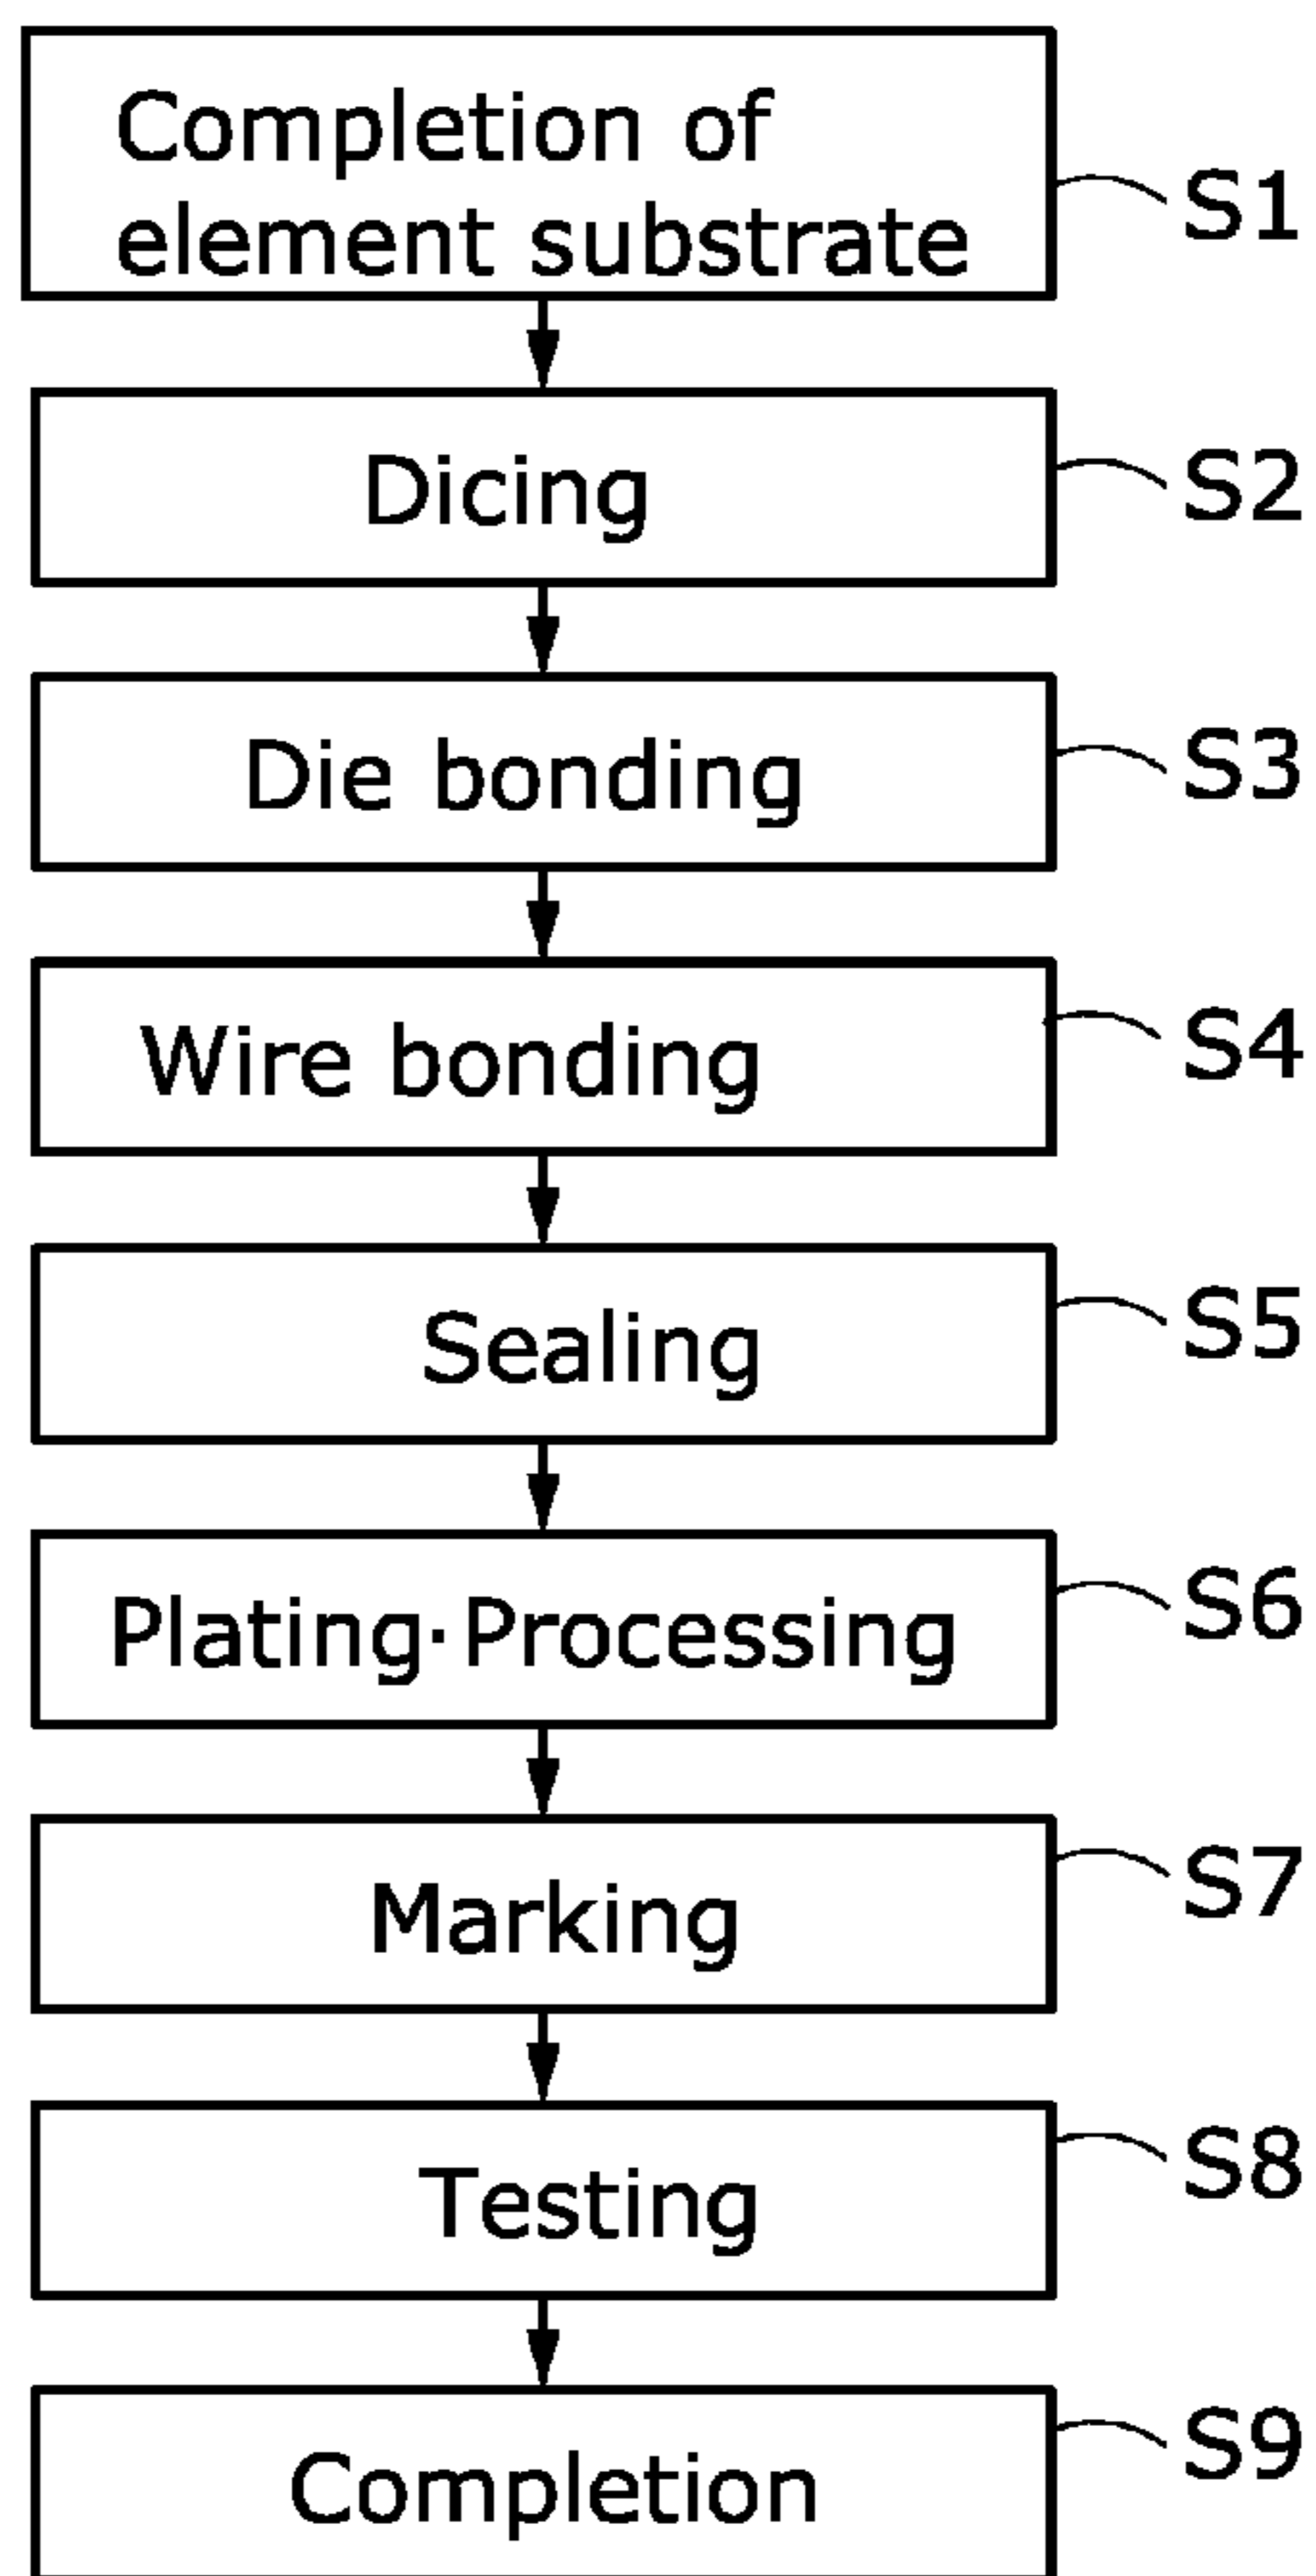 Completion of
element substrate
S1
Dicing
S2
Die bonding
S3
Wire bonding
S4
Sealing
S5
Plating·Processing
S6
Marking
S7
Testing
S8
Completion
S9